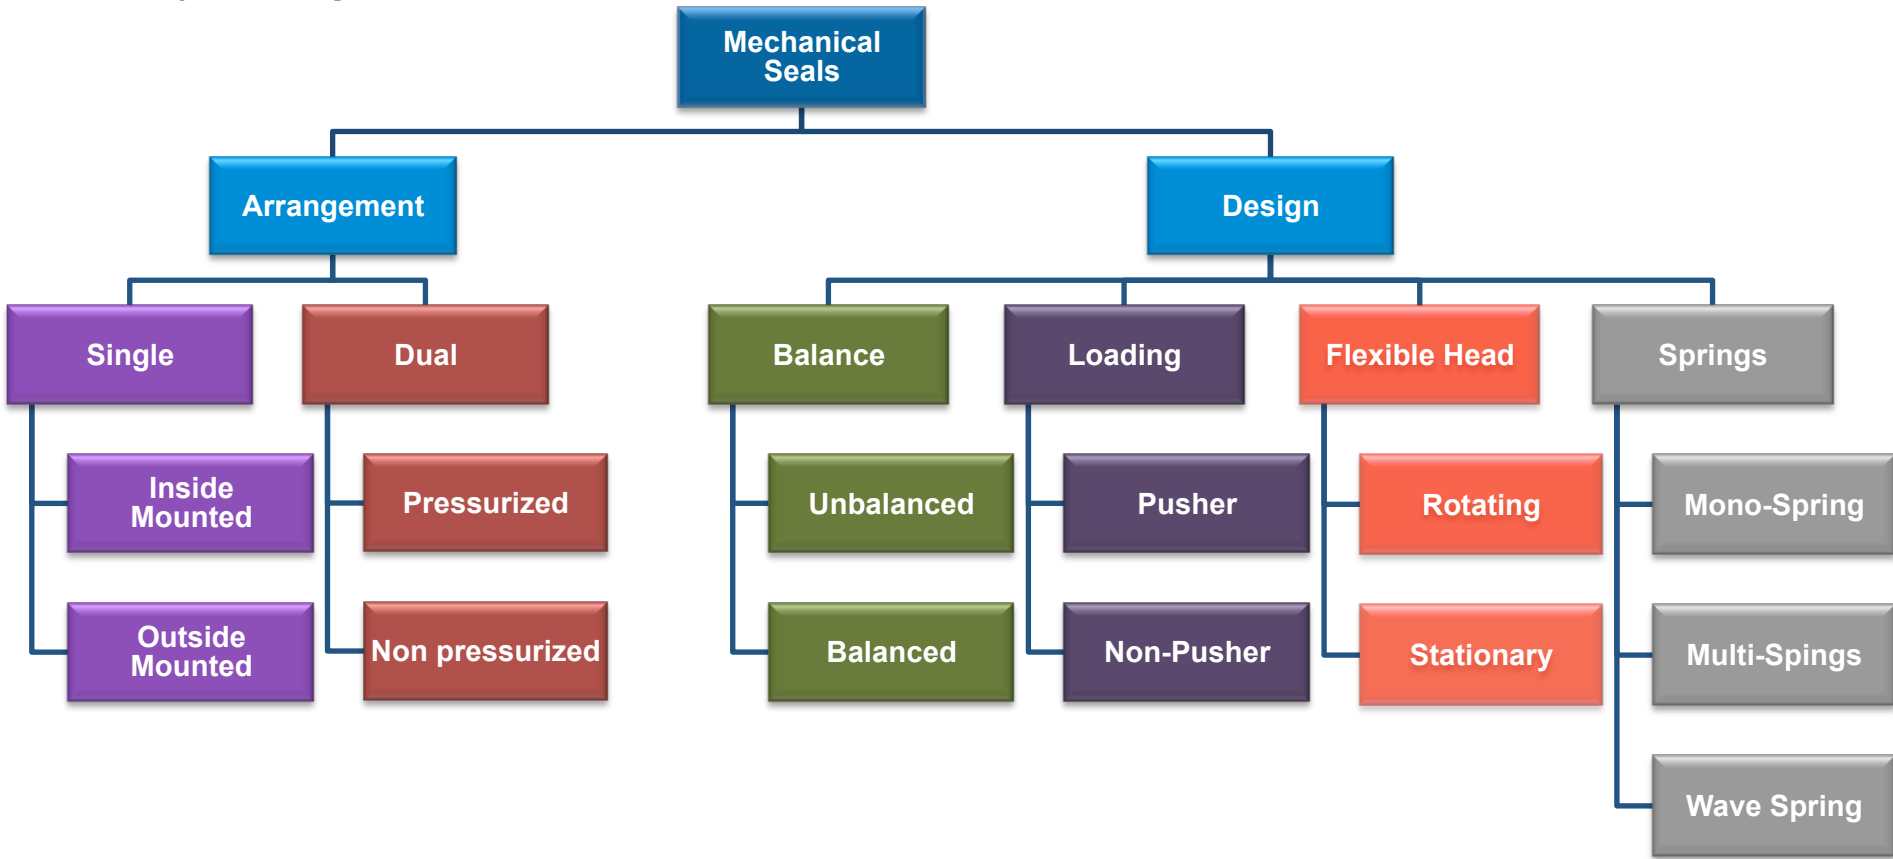 Mechanical
Seals
Arrangement
Design
Single
Dual
Balance
Loading
Flexible Head
Springs
Inside
Mounted
Pressurized
Unbalanced
Pusher
Rotating
Mono-Spring
Outside
Mounted
Non pressurized
Balanced
Non-Pusher
Stationary
Multi-Spings
Wave Spring